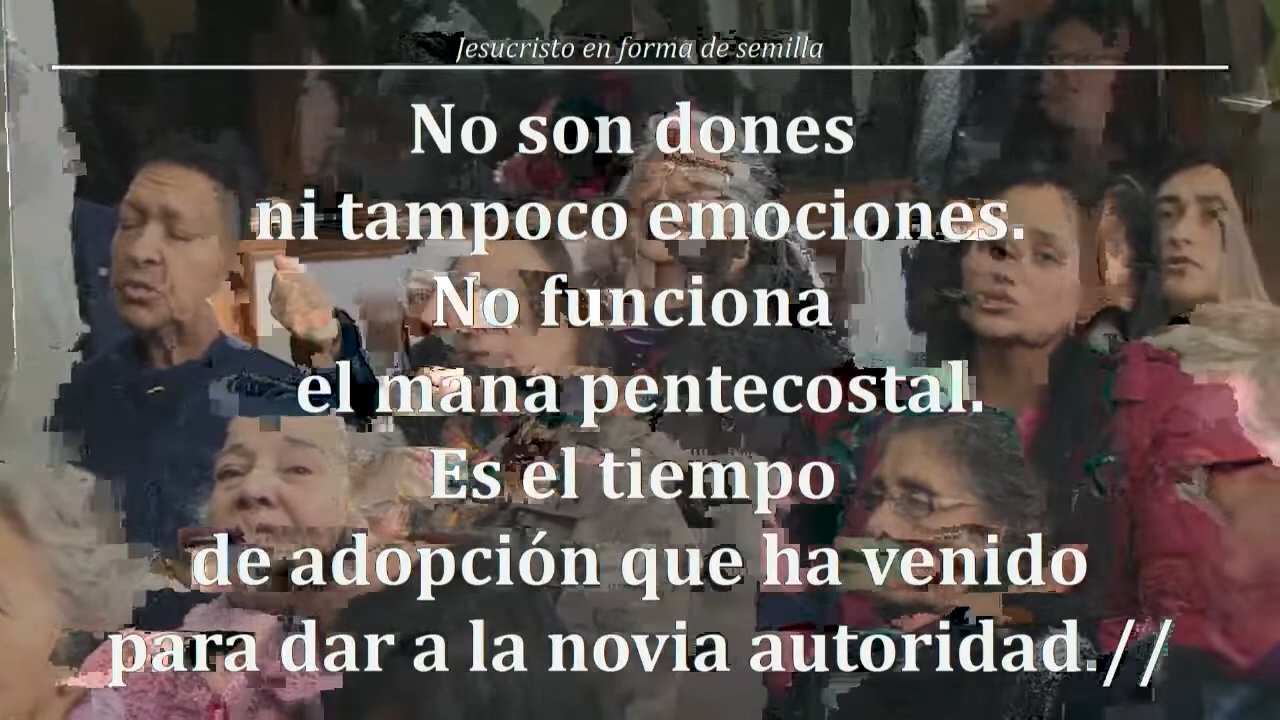 Jesucristo en forma de semilla
No son dones
ni tampoco emociones.
No funciona
el mana pentecostal.
Es el tiempo
de adopción que ha venido
para dar a la novia autoridad.//